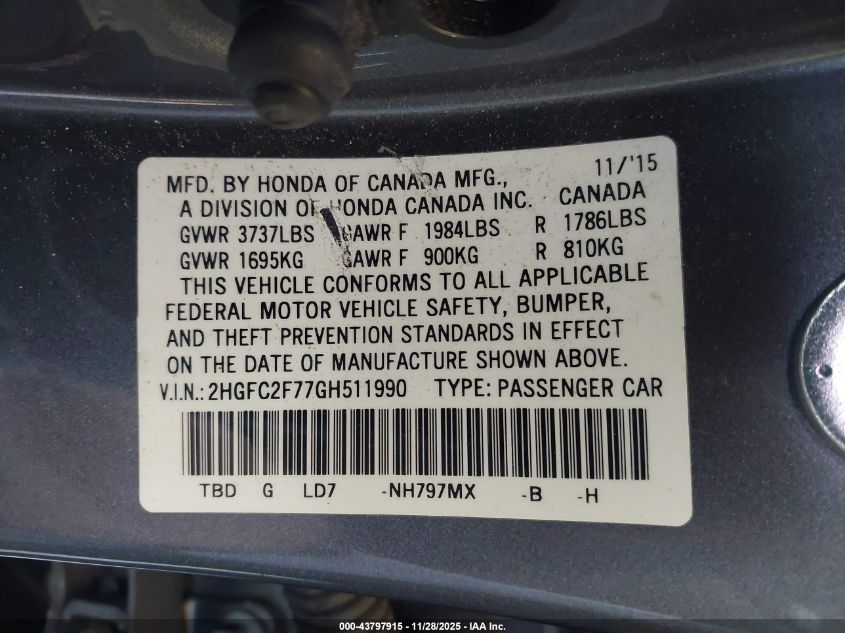 11/'15
MFD. BY HONDA OF CANADA MFG.,
A DIVISION OF HONDA CANADA INC. CANADA
GVWR 3737LBS GAWR F 1984LBS R 1786LBS
GVWR 1695KG GAWR F 900KG R 810KG
THIS VEHICLE CONFORMS TO ALL APPLICABLE
FEDERAL MOTOR VEHICLE SAFETY, BUMPER,
AND THEFT PREVENTION STANDARDS IN EFFECT
ON THE DATE OF MANUFACTURE SHOWN ABOVE.
V.I.N.: 2HGFC2F77GH511990 TYPE: PASSENGER CAR
TBD G LD7 -NH797MX -B -H
000-43797915 - 11/28/2025 - IAA Inc.